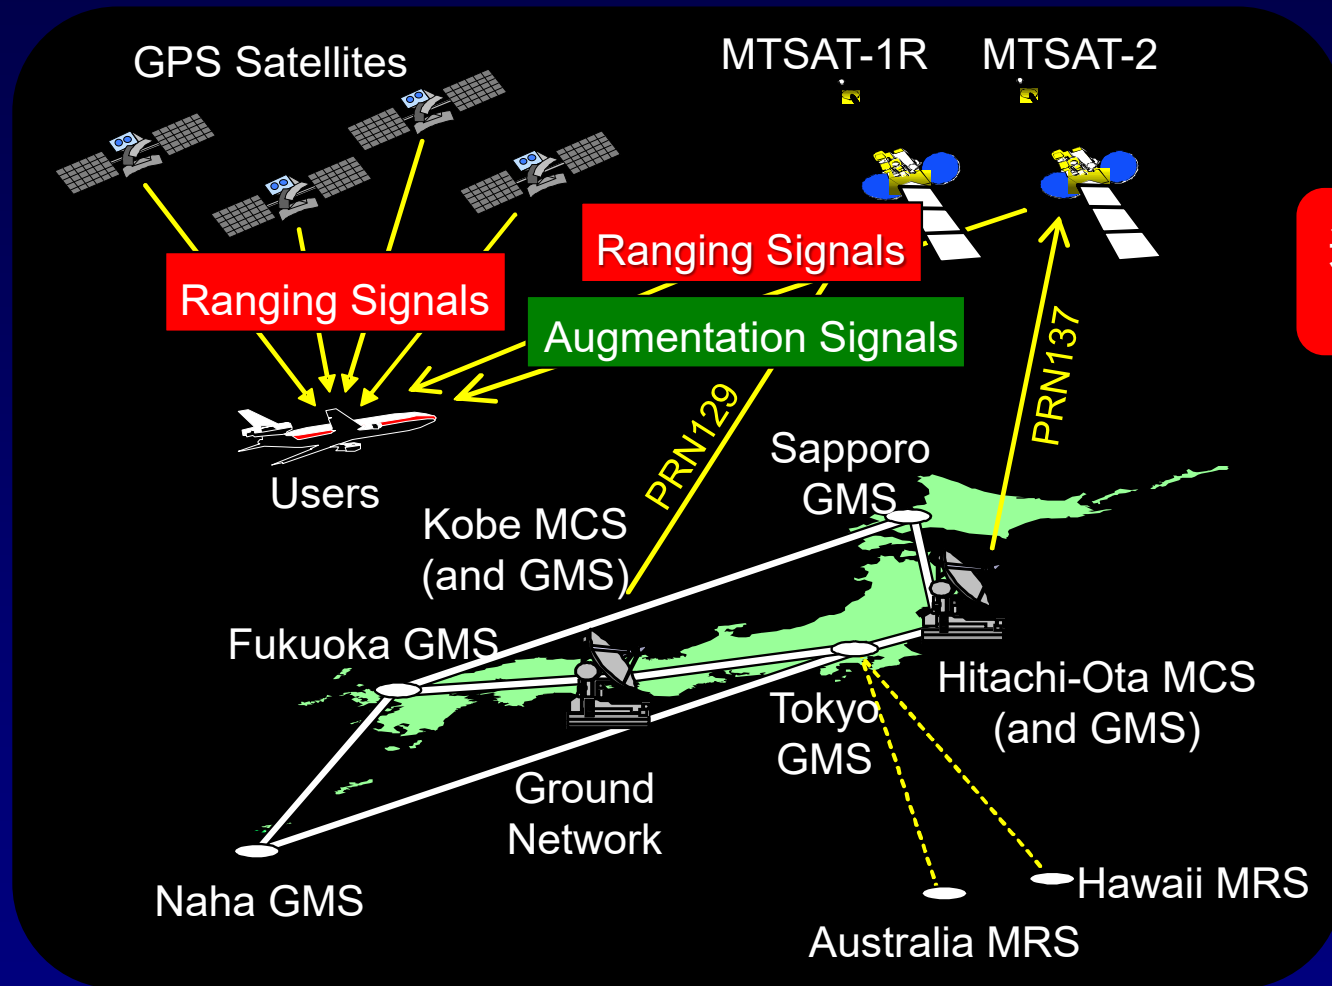 GPS Satellites
MTSAT-1R
MTSAT-2
Ranging Signals
Ranging Signals
Augmentation Signals
PRN129
PRN137
Users
Sapporo
GMS
Kobe MCS
(and GMS)
Fukuoka GMS
Hitachi-Ota MCS
(and GMS)
Tokyo
GMS
Ground
Network
Naha GMS
Hawaii MRS
Australia MRS